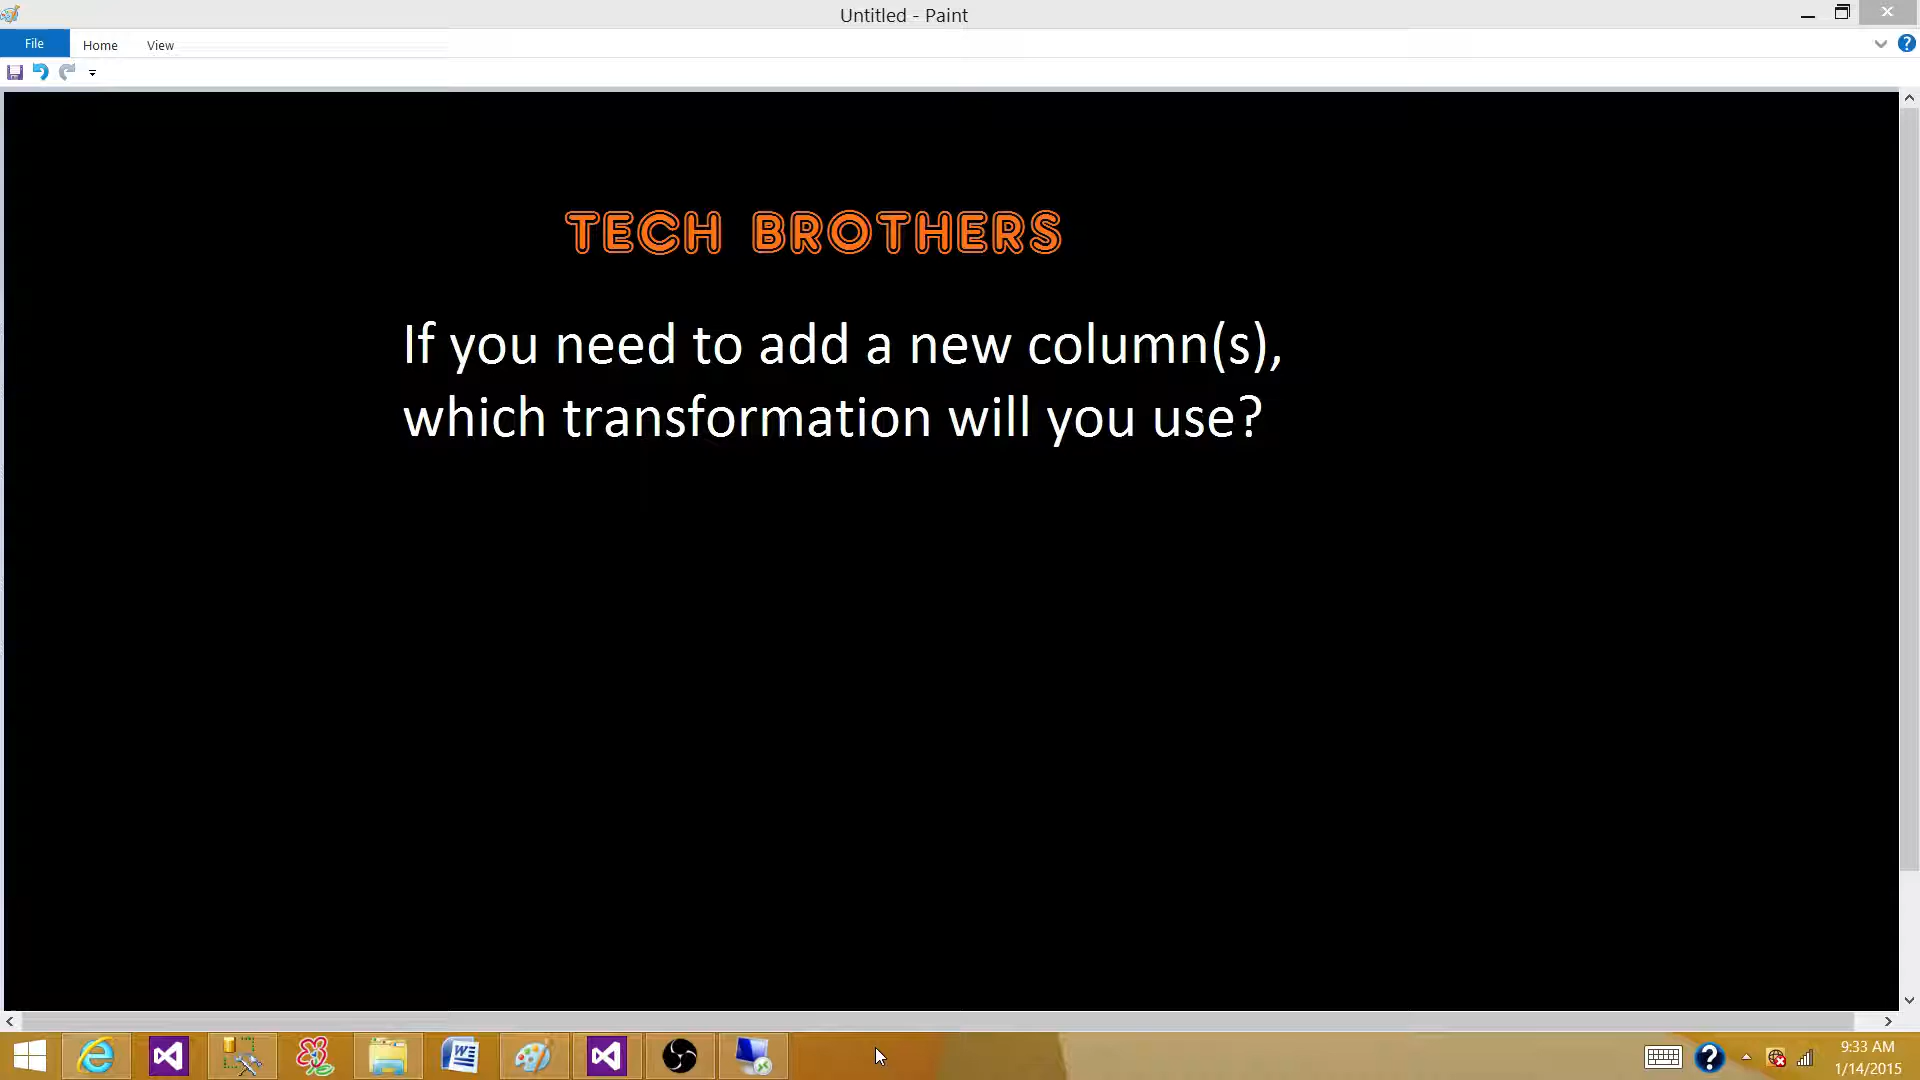 Untitled - Paint
File Home View
TECH BROTHERS
If you need to add a new column(s),
which transformation will you use?
9:33 AM
1/14/2015